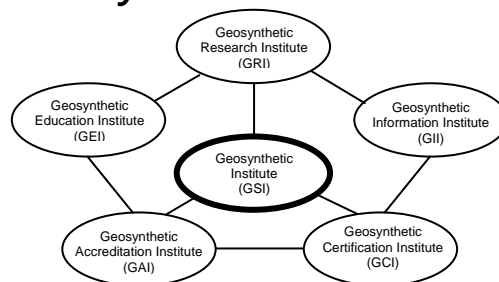 Geosynthetic
Research Institute
(GRI)
Geosynthetic
Education Institute
(GEI)
Geosynthetic
Information Institute
(GII)
Geosynthetic
Institute
(GSI)
Geosynthetic
Accreditation Institute
(GAI)
Geosynthetic
Certification Institute
(GCI)